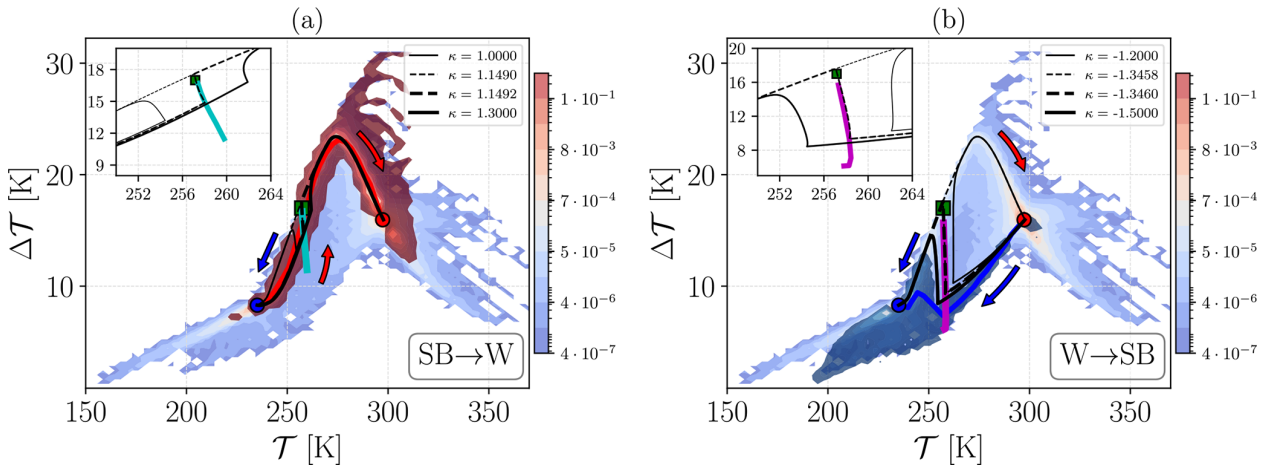 (a)
30
20
10
ΔT [K]
18
15
12
9
252
256
260
264
κ = 1.0000
κ = 1.1490
κ = 1.1492
κ = 1.3000
SB→W
150
200
250
300
350
T [K]
1 · 10⁻¹
8 · 10⁻³
7 · 10⁻⁴
5 · 10⁻⁵
4 · 10⁻⁶
4 · 10⁻⁷
(b)
30
20
10
ΔT [K]
20
16
12
8
252
256
260
264
κ = -1.2000
κ = -1.3458
κ = -1.3460
κ = -1.5000
W→SB
150
200
250
300
350
T [K]
1 · 10⁻¹
8 · 10⁻³
7 · 10⁻⁴
5 · 10⁻⁵
4 · 10⁻⁶
4 · 10⁻⁷